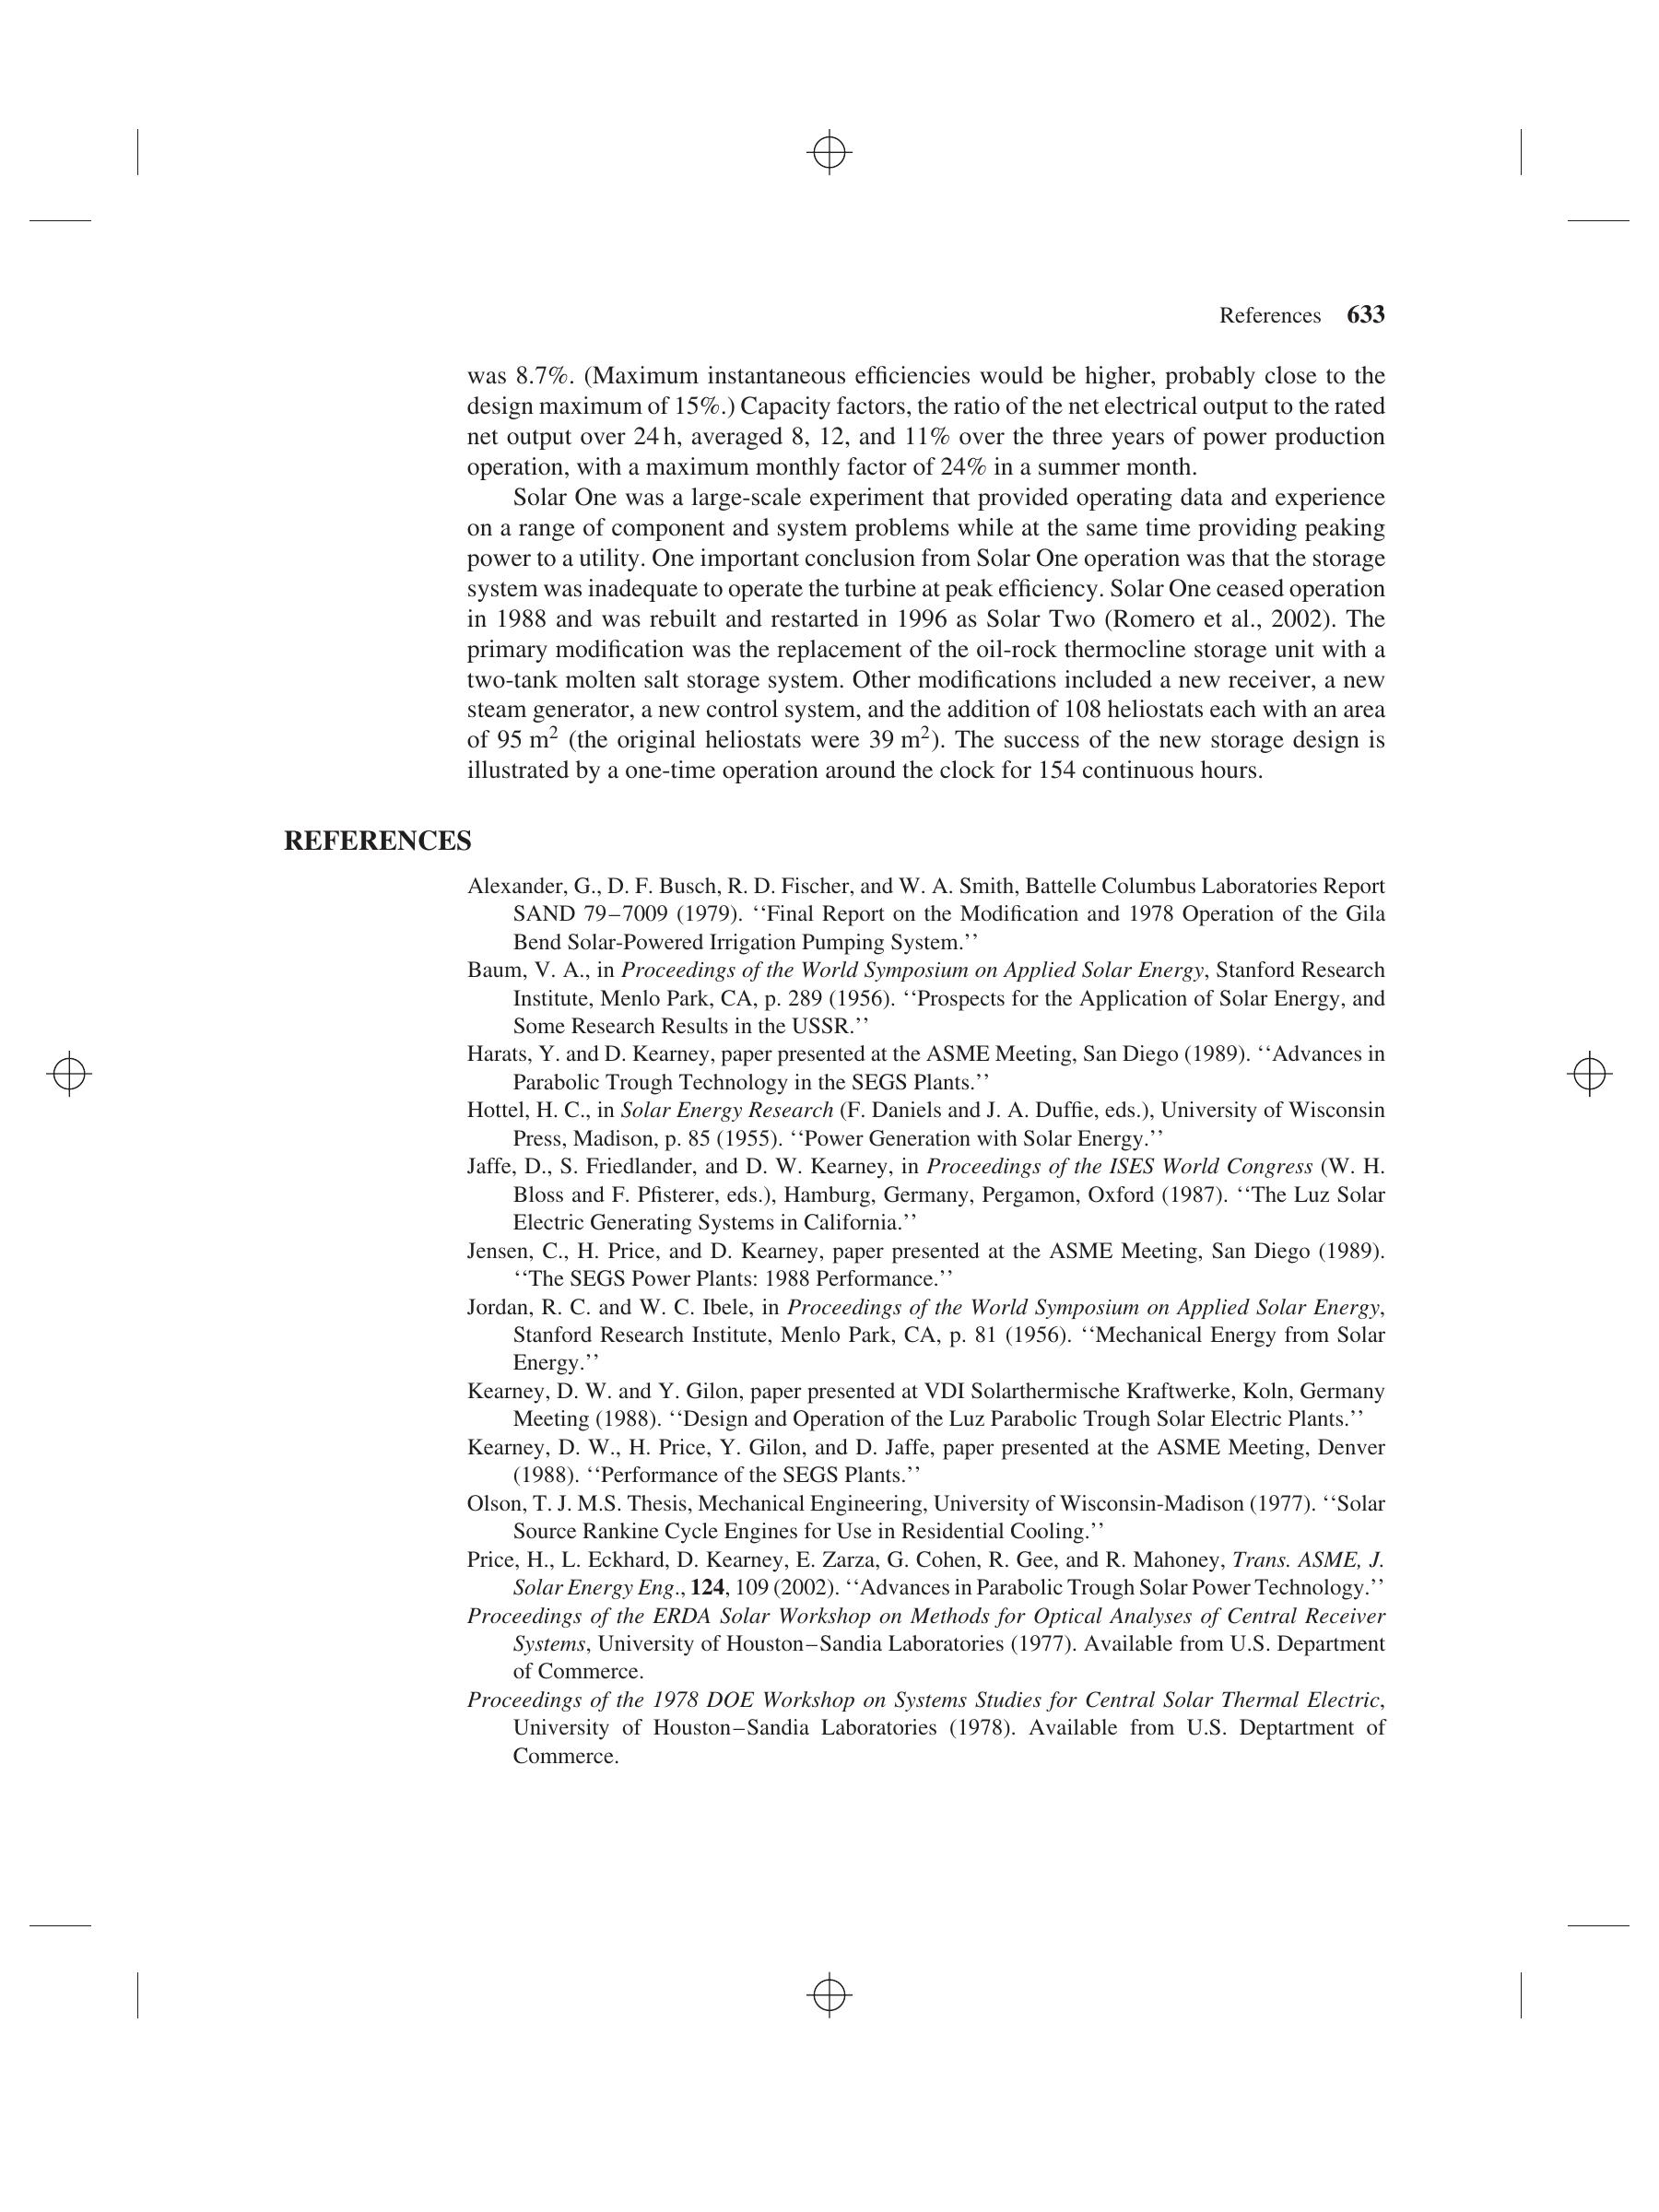 References 633
was 8.7%. (Maximum instantaneous efficiencies would be higher, probably close to the
design maximum of 15%.) Capacity factors, the ratio of the net electrical output to the rated
net output over 24 h, averaged 8, 12, and 11% over the three years of power production
operation, with a maximum monthly factor of 24% in a summer month.
Solar One was a large-scale experiment that provided operating data and experience
on a range of component and system problems while at the same time providing peaking
power to a utility. One important conclusion from Solar One operation was that the storage
system was inadequate to operate the turbine at peak efficiency. Solar One ceased operation
in 1988 and was rebuilt and restarted in 1996 as Solar Two (Romero et al., 2002). The
primary modification was the replacement of the oil-rock thermocline storage unit with a
two-tank molten salt storage system. Other modifications included a new receiver, a new
steam generator, a new control system, and the addition of 108 heliostats each with an area
of 95 m² (the original heliostats were 39 m²). The success of the new storage design is
illustrated by a one-time operation around the clock for 154 continuous hours.
REFERENCES
Alexander, G., D. F. Busch, R. D. Fischer, and W. A. Smith, Battelle Columbus Laboratories Report
SAND 79–7009 (1979). ‘‘Final Report on the Modification and 1978 Operation of the Gila
Bend Solar-Powered Irrigation Pumping System.’’
Baum, V. A., in Proceedings of the World Symposium on Applied Solar Energy, Stanford Research
Institute, Menlo Park, CA, p. 289 (1956). ‘‘Prospects for the Application of Solar Energy, and
Some Research Results in the USSR.’’
Harats, Y. and D. Kearney, paper presented at the ASME Meeting, San Diego (1989). ‘‘Advances in
Parabolic Trough Technology in the SEGS Plants.’’
Hottel, H. C., in Solar Energy Research (F. Daniels and J. A. Duffie, eds.), University of Wisconsin
Press, Madison, p. 85 (1955). ‘‘Power Generation with Solar Energy.’’
Jaffe, D., S. Friedlander, and D. W. Kearney, in Proceedings of the ISES World Congress (W. H.
Bloss and F. Pfisterer, eds.), Hamburg, Germany, Pergamon, Oxford (1987). ‘‘The Luz Solar
Electric Generating Systems in California.’’
Jensen, C., H. Price, and D. Kearney, paper presented at the ASME Meeting, San Diego (1989).
‘‘The SEGS Power Plants: 1988 Performance.’’
Jordan, R. C. and W. C. Ibele, in Proceedings of the World Symposium on Applied Solar Energy,
Stanford Research Institute, Menlo Park, CA, p. 81 (1956). ‘‘Mechanical Energy from Solar
Energy.’’
Kearney, D. W. and Y. Gilon, paper presented at VDI Solarthermische Kraftwerke, Koln, Germany
Meeting (1988). ‘‘Design and Operation of the Luz Parabolic Trough Solar Electric Plants.’’
Kearney, D. W., H. Price, Y. Gilon, and D. Jaffe, paper presented at the ASME Meeting, Denver
(1988). ‘‘Performance of the SEGS Plants.’’
Olson, T. J. M.S. Thesis, Mechanical Engineering, University of Wisconsin-Madison (1977). ‘‘Solar
Source Rankine Cycle Engines for Use in Residential Cooling.’’
Price, H., L. Eckhard, D. Kearney, E. Zarza, G. Cohen, R. Gee, and R. Mahoney, Trans. ASME, J.
Solar Energy Eng., 124, 109 (2002). ‘‘Advances in Parabolic Trough Solar Power Technology.’’
Proceedings of the ERDA Solar Workshop on Methods for Optical Analyses of Central Receiver
Systems, University of Houston–Sandia Laboratories (1977). Available from U.S. Department
of Commerce.
Proceedings of the 1978 DOE Workshop on Systems Studies for Central Solar Thermal Electric,
University of Houston–Sandia Laboratories (1978). Available from U.S. Deptartment of
Commerce.